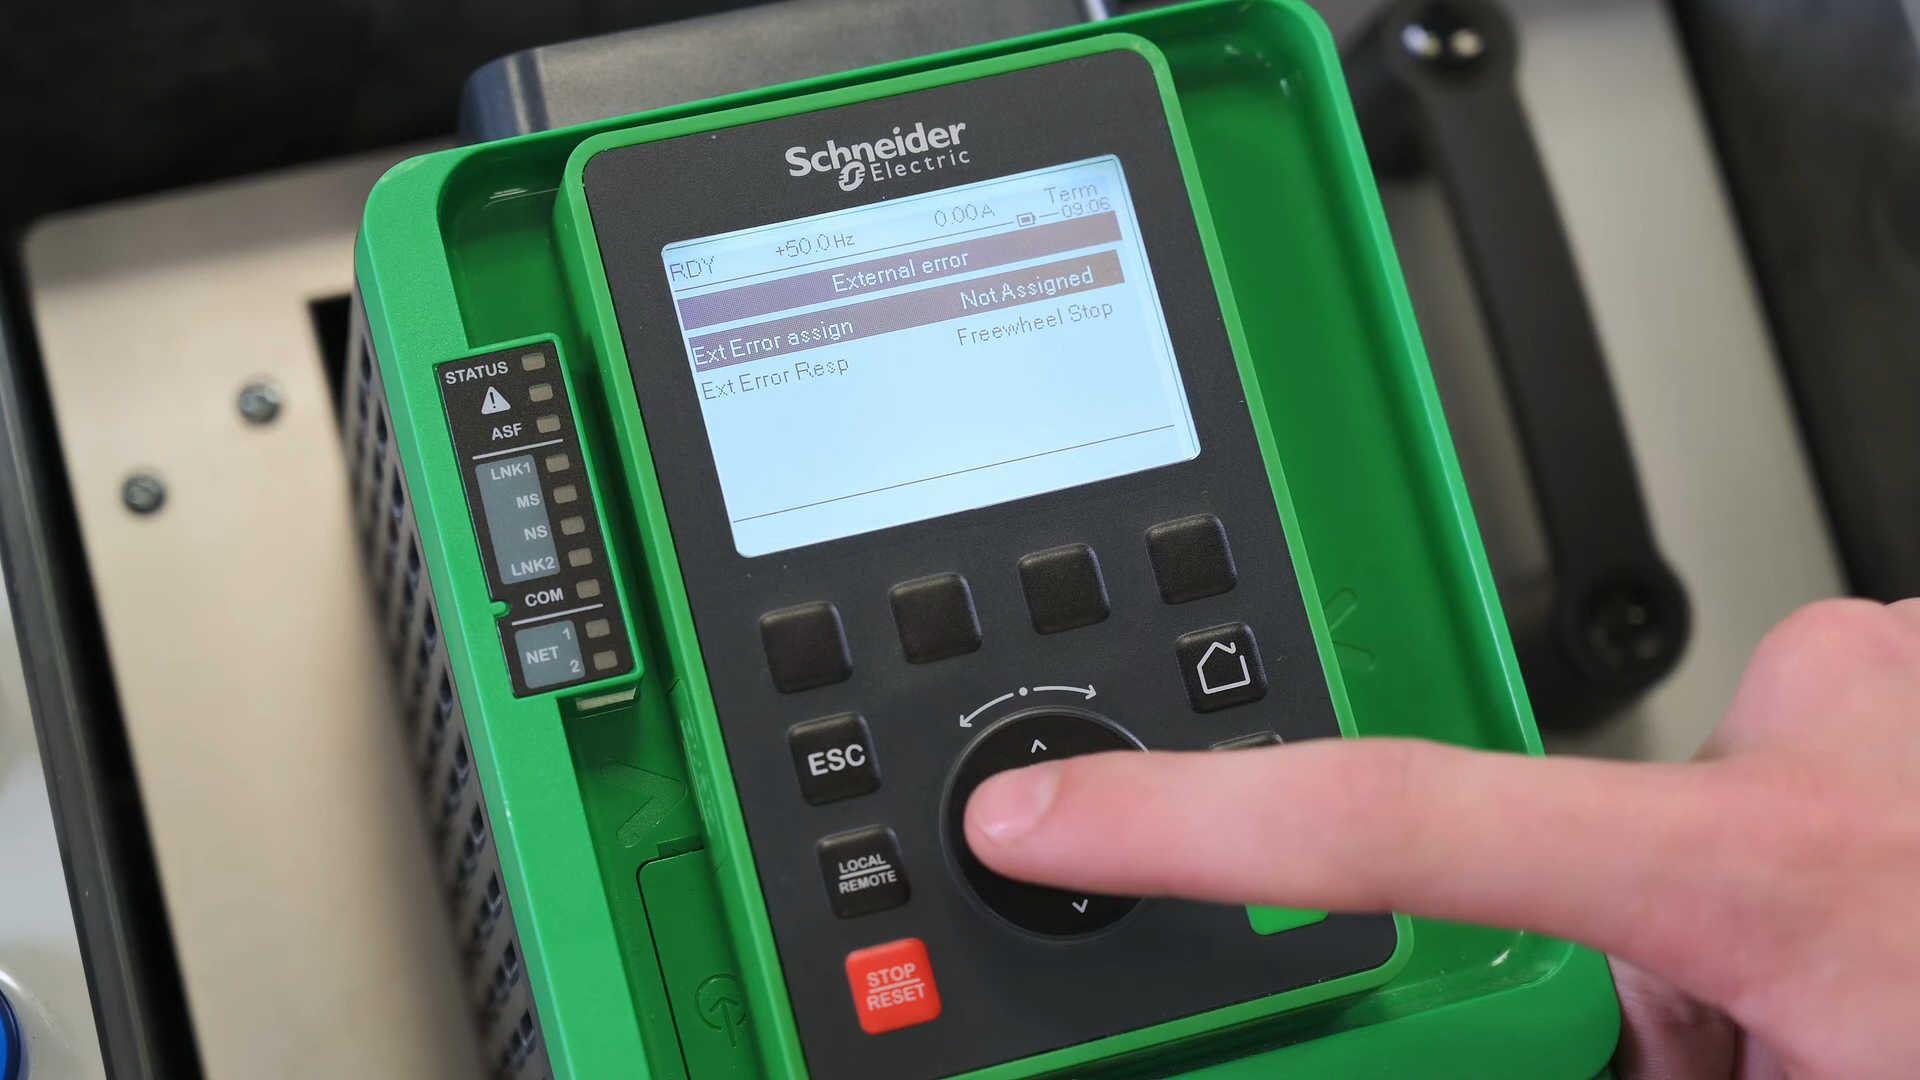 Schneider
Electric
RDY +50.0Hz 0.00A Term
09:06
External error
Ext Error assign Not Assigned
Ext Error Resp Freewheel Stop
STATUS
!
ASF
LNK1
MS
NS
LNK2
COM
NET 1
2
ESC
LOCAL
REMOTE
STOP
RESET